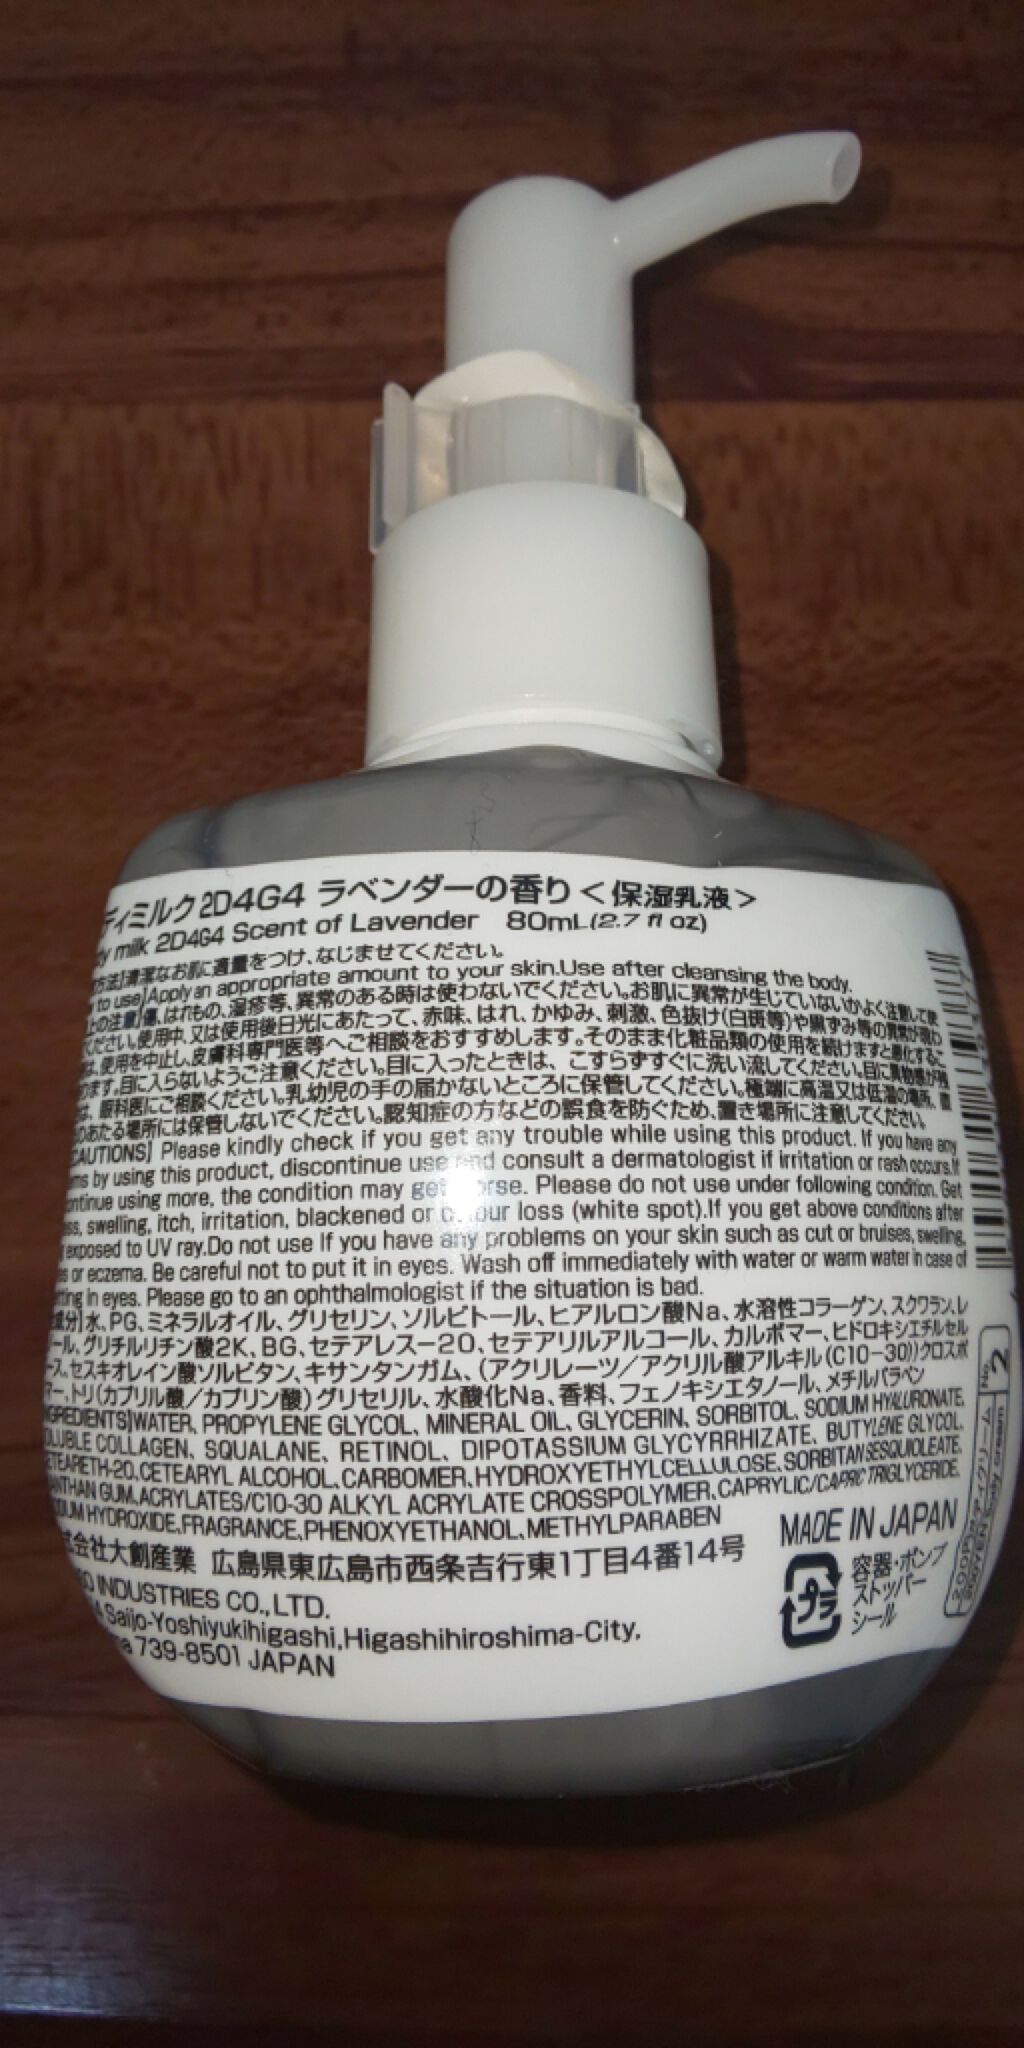 ディミルク2D4G4 ラベンダーの香り<保湿乳液>
milk 2D4G4 Scent of Lavender 80mL(2.7 fl oz)
清潔なお肌に適量をつけ、なじませてください。
to use]Apply an appropriate amount to your skin.Use after cleansing the body.
はれもの、湿疹等、異常のある時は使わないでください。お肌に異常が生じていないかよく注意して使
ください。使用中、又は使用後日光にあたって、赤味、はれ、かゆみ、刺激、色抜け(白斑等)や黒ずみ等の異常が現わ
は、使用を中止し、皮膚科専門医等へご相談をおすすめします。そのまま化粧品類の使用を続けますと悪化するこ
ます。目に入らないようご注意ください。目に入ったときは、こすらずすぐに洗い流してください。目に異物感が残
は、眼科医にご相談ください。乳幼児の手の届かないところに保管してください。極端に高温又は低温の場所、直
のあたる場所には保管しないでください。認知症の方などの誤食を防ぐため、置き場所に注意してください。
CAUTIONS] Please kindly check if you get any trouble while using this product. If you have any
by using this product, discontinue use and consult a dermatologist if irritation or rash occurs.If
continue using more, the condition may get worse. Please do not use under following condition. Get
swelling, itch, irritation, blackened or colour loss (white spot).If you get above conditions after
exposed to UV ray.Do not use If you have any problems on your skin such as cut or bruises, swelling,
or eczema. Be careful not to put it in eyes. Wash off immediately with water or warm water in case of
in eyes. Please go to an ophthalmologist if the situation is bad.
成分]水、PG、ミネラルオイル、グリセリン、ソルビトール、ヒアルロン酸Na、水溶性コラーゲン、スクワラン、レ
ール、グリチルリチン酸2K、BG、セテアレス-20、セテアリルアルコール、カルボマー、ヒドロキシエチルセル
ース、セスキオレイン酸ソルビタン、キサンタンガム、(アクリレーツ/アクリル酸アルキル(C10-30))クロスポ
マー、トリ(カプリル酸/カプリン酸)グリセリル、水酸化Na、香料、フェノキシエタノール、メチルパラベン
INGREDIENTS]WATER, PROPYLENE GLYCOL, MINERAL OIL, GLYCERIN, SORBITOL, SODIUM HYALURONATE,
SOLUBLE COLLAGEN, SQUALANE, RETINOL, DIPOTASSIUM GLYCYRRHIZATE, BUTYLENE GLYCOL,
CETEARETH-20,CETEARYL ALCOHOL,CARBOMER,HYDROXYETHYLCELLULOSE,SORBITAN SESQUIOLEATE,
XANTHAN GUM,ACRYLATES/C10-30 ALKYL ACRYLATE CROSSPOLYMER,CAPRYLIC/CAPRIC TRIGLYCERIDE,
SODIUM HYDROXIDE,FRAGRANCE,PHENOXYETHANOL,METHYLPARABEN
式会社大創産業 広島県東広島市西条吉行東1丁目4番14号
INDUSTRIES CO.,LTD.
Saijo-Yoshiyukihigashi,Higashihiroshima-City,
739-8501 JAPAN
MADE IN JAPAN
プラ
容器・ポンプ
ストッパー
シール
No.
2